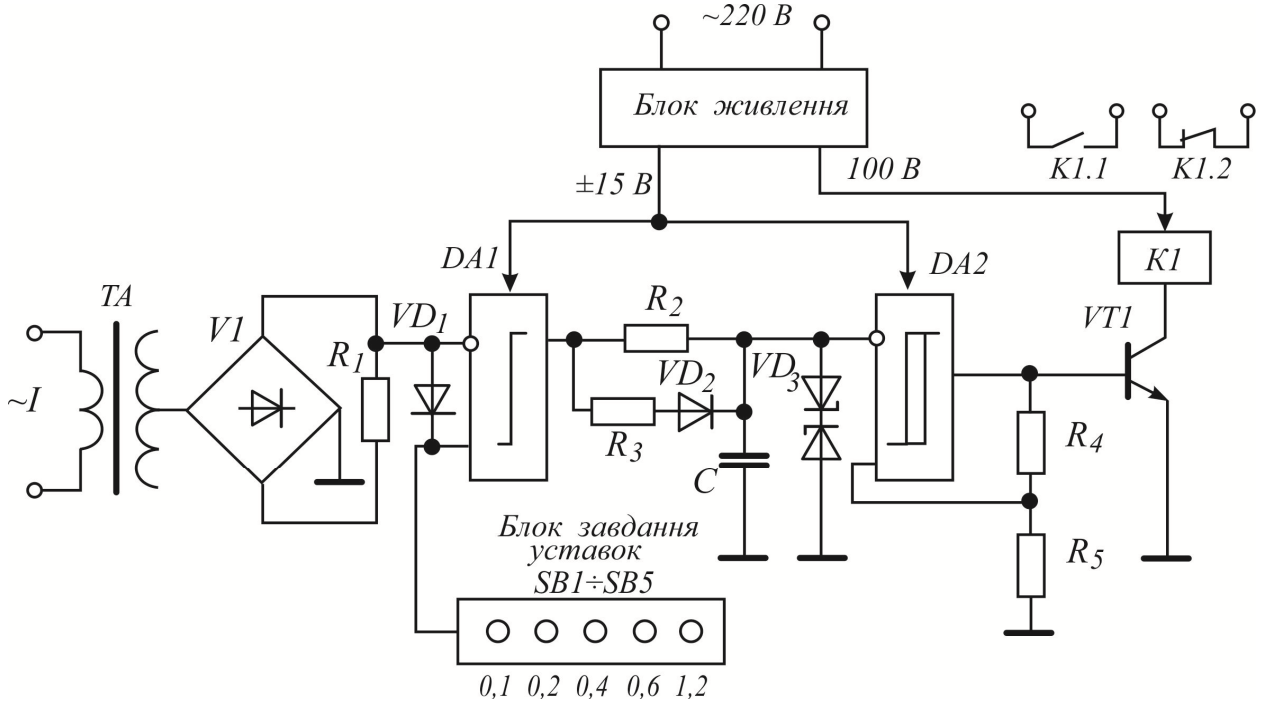 ~220 В
Блок живлення
±15 В
100 В
K1.1
K1.2
DA1
DA2
K1
TA
V1
R1
VD1
R2
VD2
VD3
VT1
~I
R3
C
R4
R5
Блок завдання
уставок
SB1÷SB5
0,1 0,2 0,4 0,6 1,2